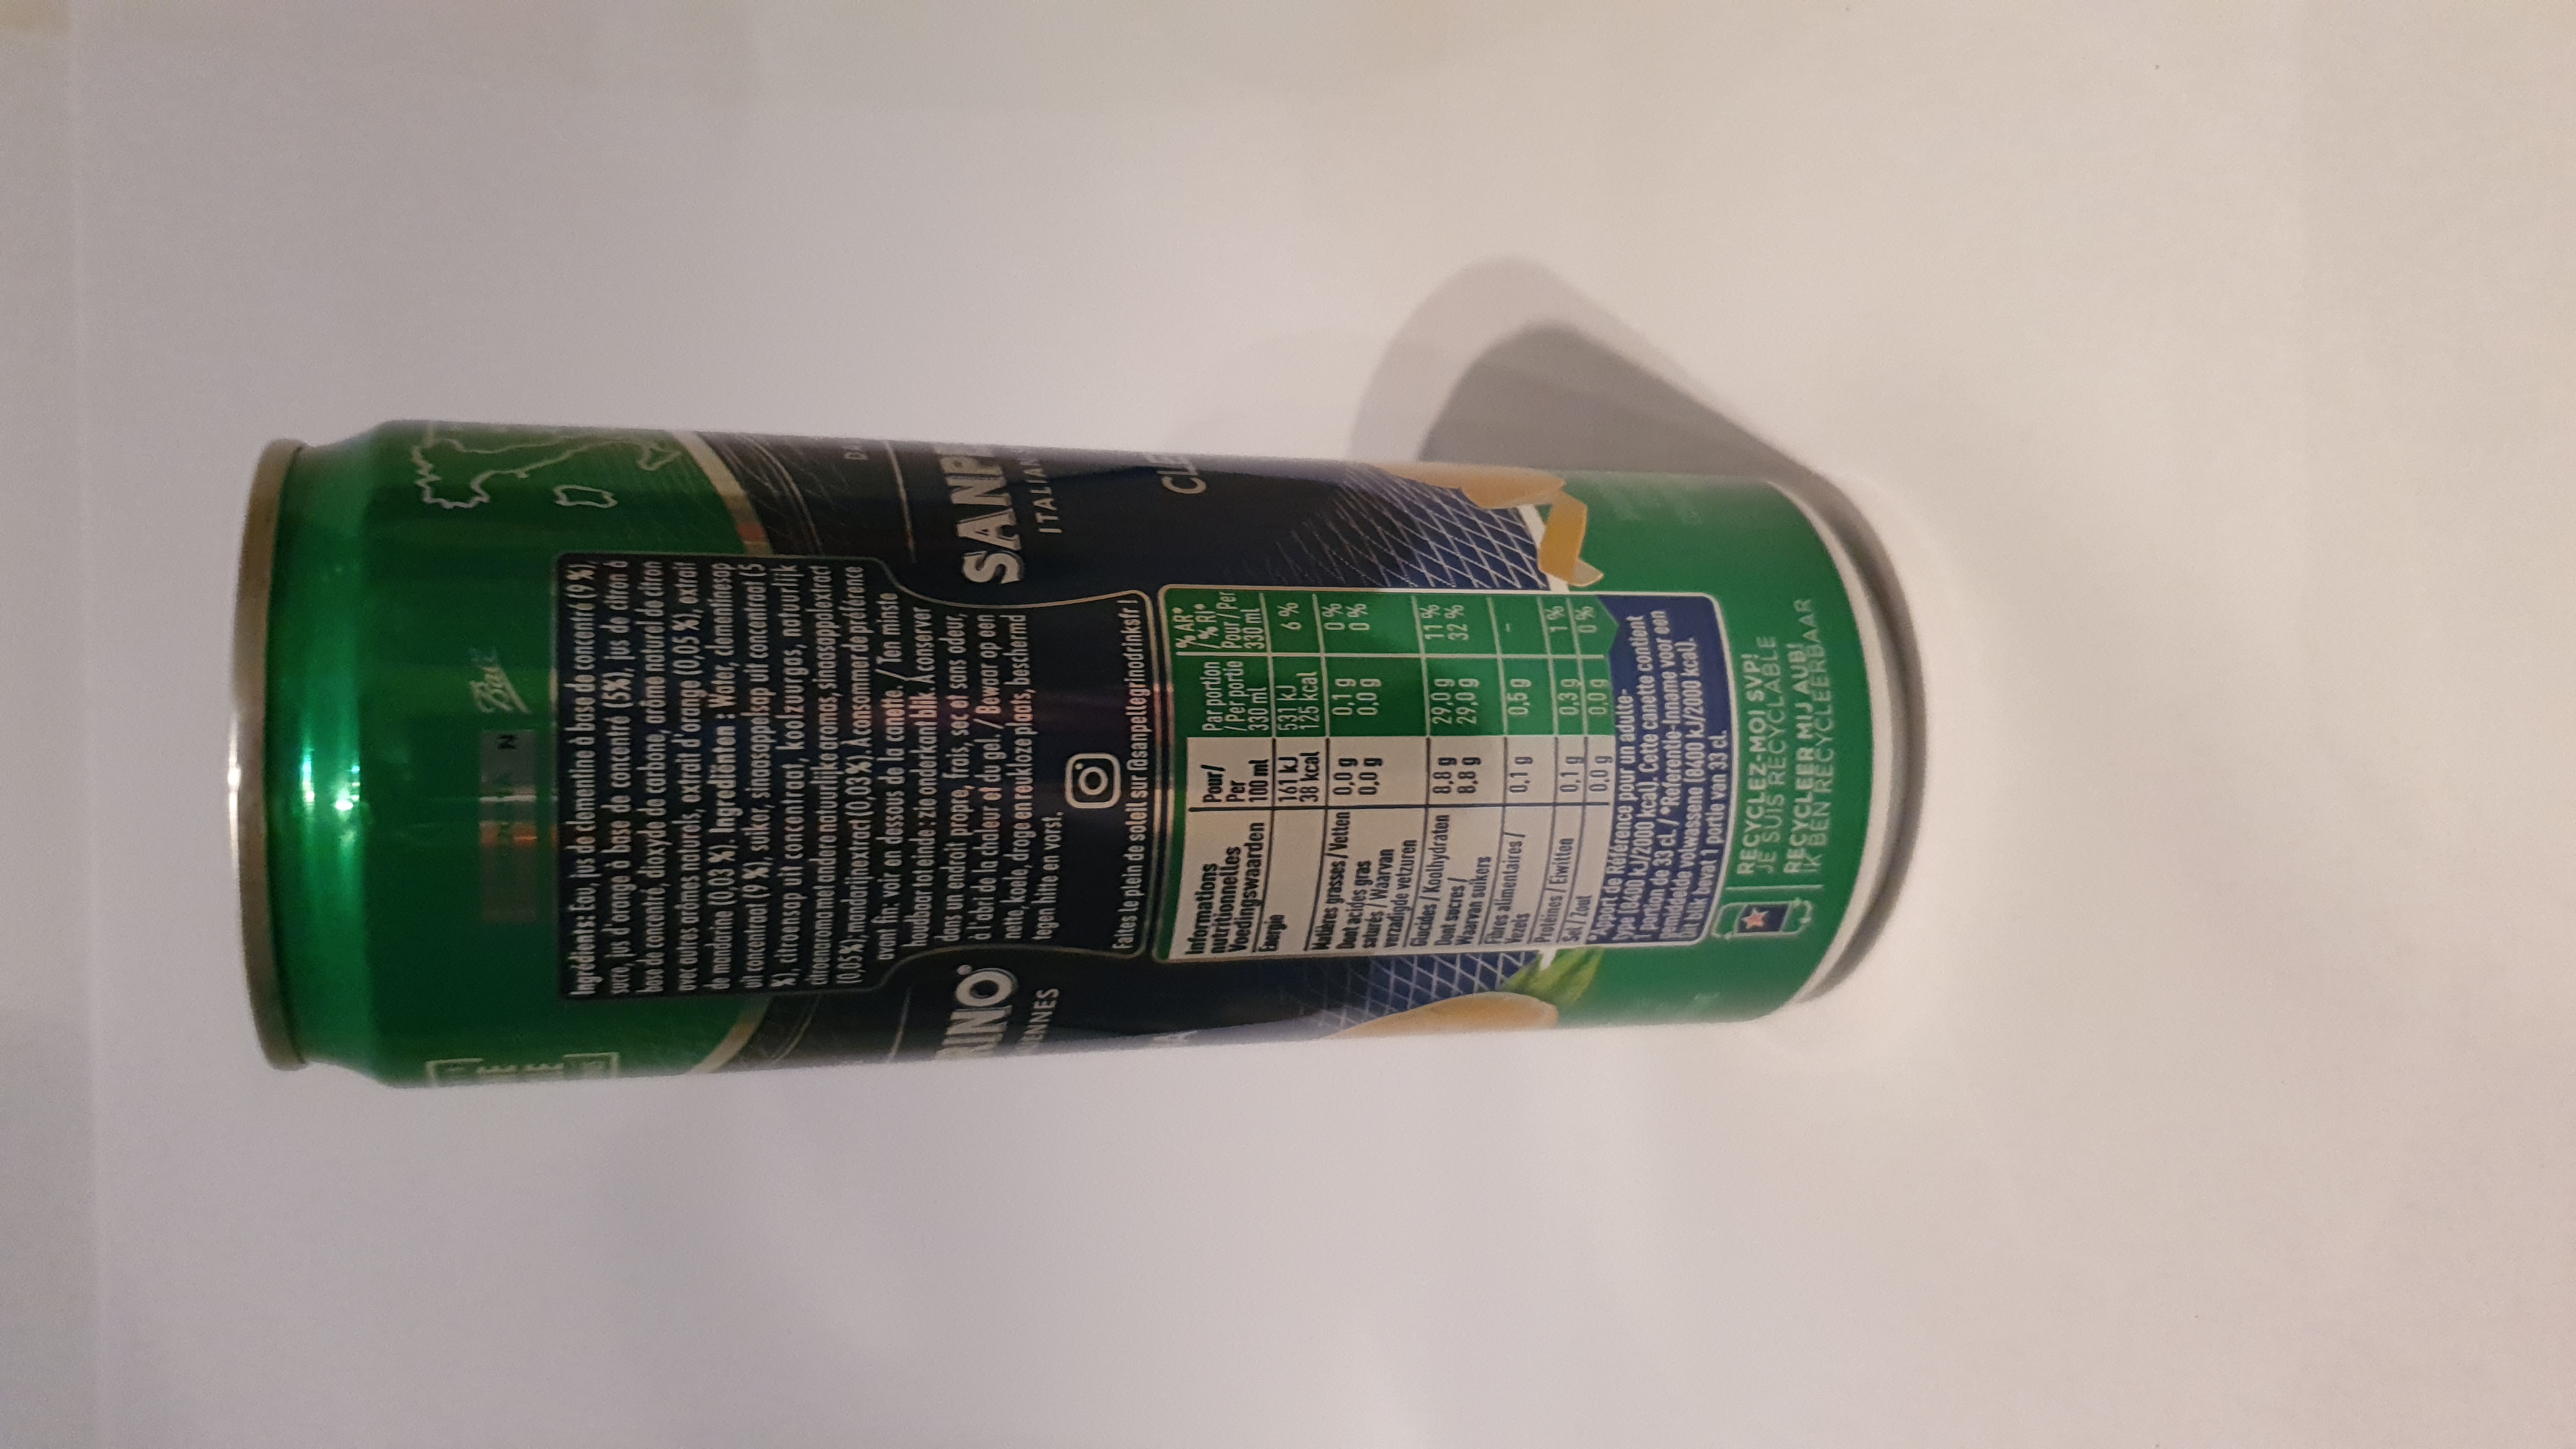 Ball
N
Ingrédients: Eau, jus de clementine à base de concentré (9 %),
sucre, jus d'orange à base de concentré (5%), jus de citron à
base de concentré, dioxyde de carbone, arôme naturel de citron
avec autres arômes naturels, extrait d'orange (0,05 %), extrait
de mandarine (0,03 %). Ingrediënten : Water, clementinesap
uit concentraat (9 %), suiker, sinaasappelsap uit concentraat (5
%), citroensap uit concentraat, koolzuurgas, natuurlijk
citroenaroma met andere natuurlijke aromas, sinaasappelextract
(0,05%); mandarijnextract (0,03%). À consommer de préférence
avant fin: voir en dessous de la canette. / Ten minste
houdbaar tot einde : zie onderkant blik. À conserver
dans un endroit propre, frais, sec et sans odeur,
à l'abri de la chaleur et du gel. / Bewaar op een
nette, koele, droge en reukloze plaats, beschermd
tegen hitte en vorst.
Faites le plein de soleil sur @sanpellegrinodrinksfr !
RINO
ENNES
A
SANP
ITALIAN
CLE
Informations
nutritionnelles
Voedingswaarden
Pour/
Per
100 ml
Par portion
/ Per portie
330 ml
% AR*
/ % RI*
Pour / Per
330 ml
Energie
161 kJ 531 kJ 6 %
38 kcal 125 kcal
Matières grasses / Vetten 0,0 g 0,1 g 0 %
Dont acides gras 0,0 g 0,0 g 0 %
saturés / Waarvan
verzadigde vetzuren
Glucides / Koolhydraten 8,8 g 29,0 g 11 %
Dont sucres / 8,8 g 29,0 g 32 %
Waarvan suikers
Fibres alimentaires / 0,1 g 0,5 g -
Vezels
Protéines / Eiwitten 0,1 g 0,3 g 1 %
Sel / Zout 0,0 g 0,0 g 0 %
*Apport de Référence pour un adulte-
type (8400 kJ/2000 kcal). Cette canette contient
1 portion de 33 cl. / *Referentie-Inname voor een
gemiddelde volwassene (8400 kJ/2000 kcal).
Dit blik bevat 1 portie van 33 cl.
RECYCLEZ-MOI SVP!
JE SUIS RECYCLABLE
RECYCLEER MIJ AUB!
IK BEN RECYCLEERBAAR